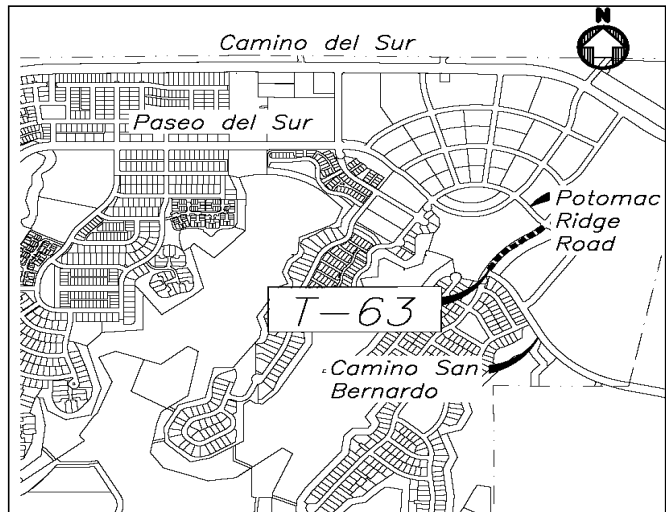 N
Camino del Sur
Paseo del Sur
Potomac
Ridge
Road
T-63
Camino San
Bernardo